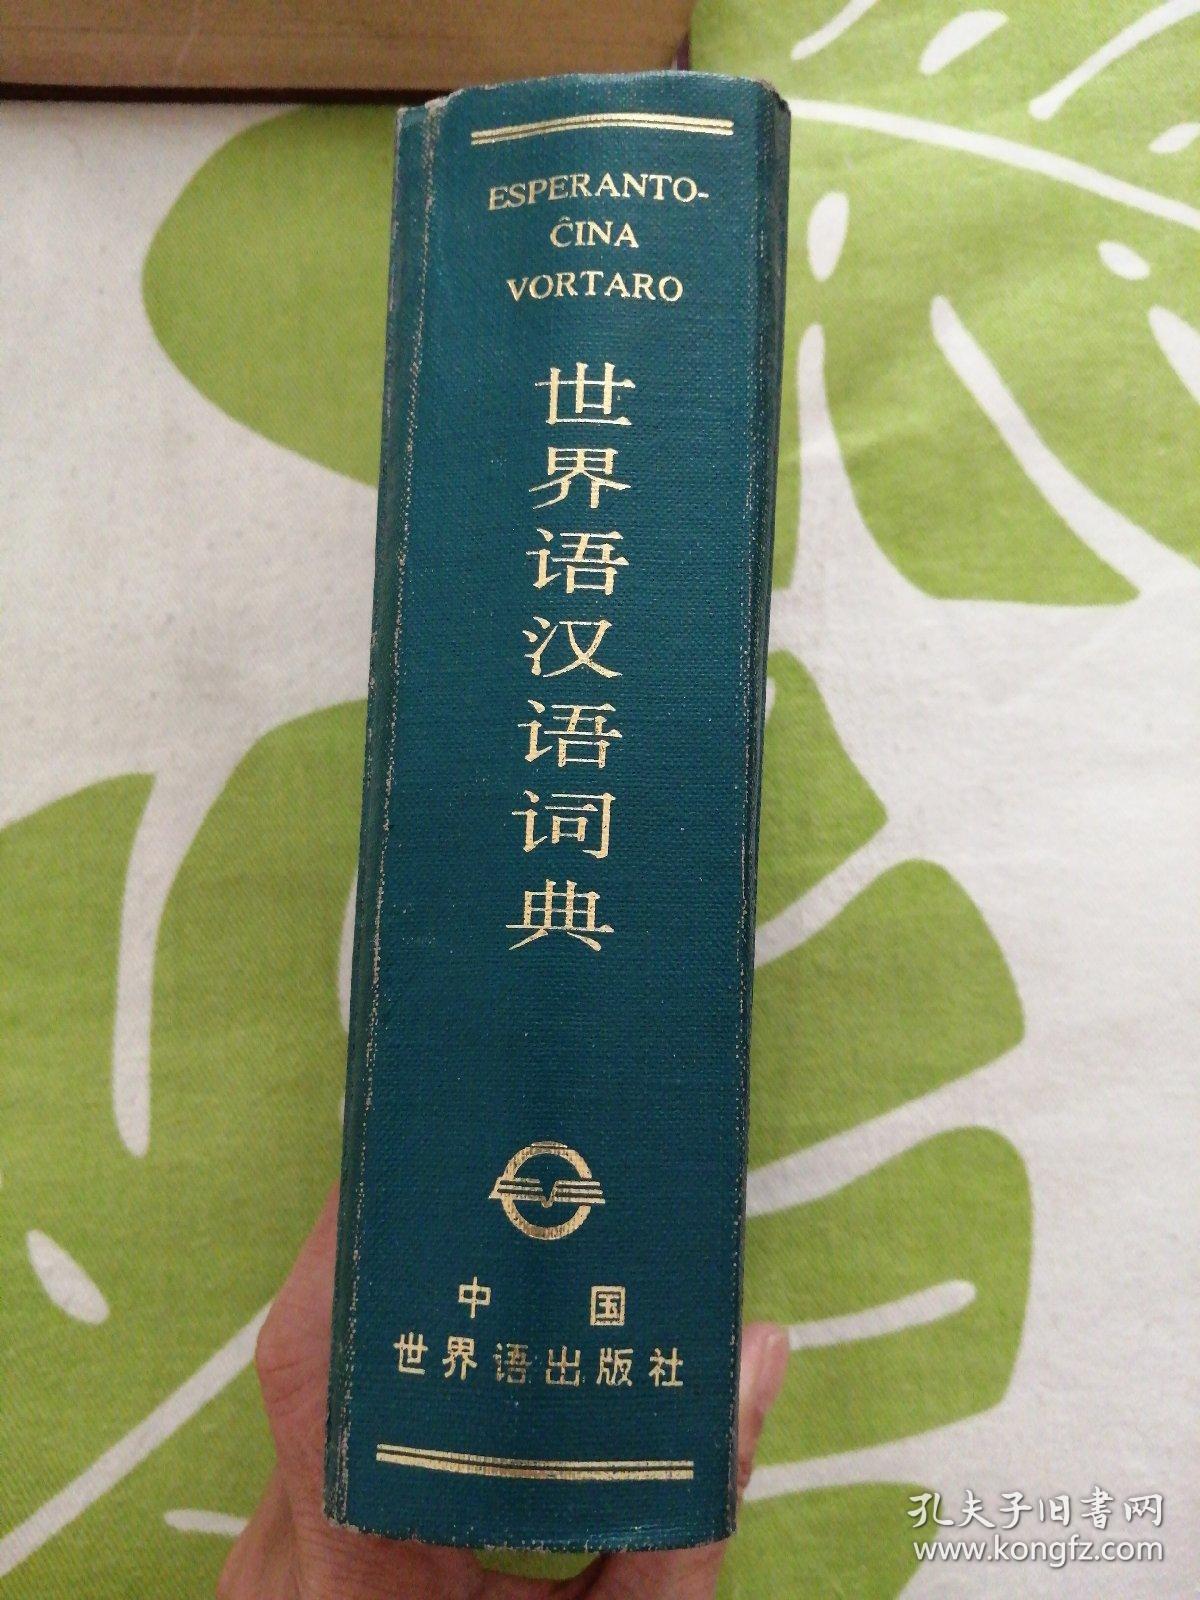 ESPERANTO-
ĈINA
VORTARO
世界语汉语词典
中国
世界语出版社
孔夫子旧书网
www.kongfz.com